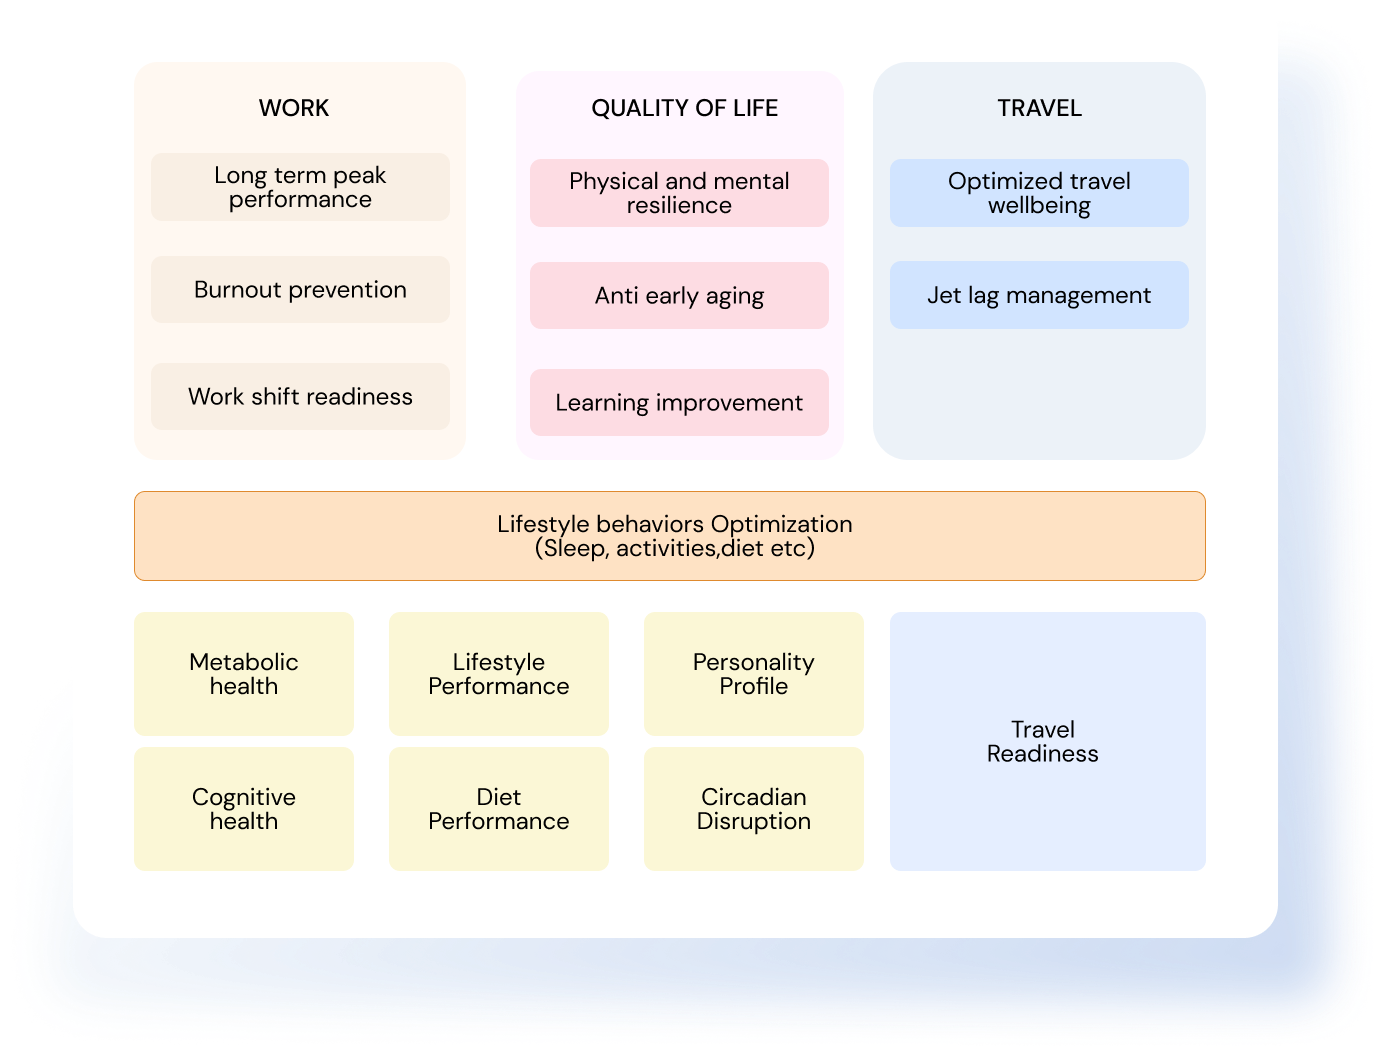 WORK
Long term peak
performance
Burnout prevention
Work shift readiness
QUALITY OF LIFE
Physical and mental
resilience
Anti early aging
Learning improvement
TRAVEL
Optimized travel
wellbeing
Jet lag management
Lifestyle behaviors Optimization
(Sleep, activities,diet etc)
Metabolic
health
Lifestyle
Performance
Personality
Profile
Cognitive
health
Diet
Performance
Circadian
Disruption
Travel
Readiness